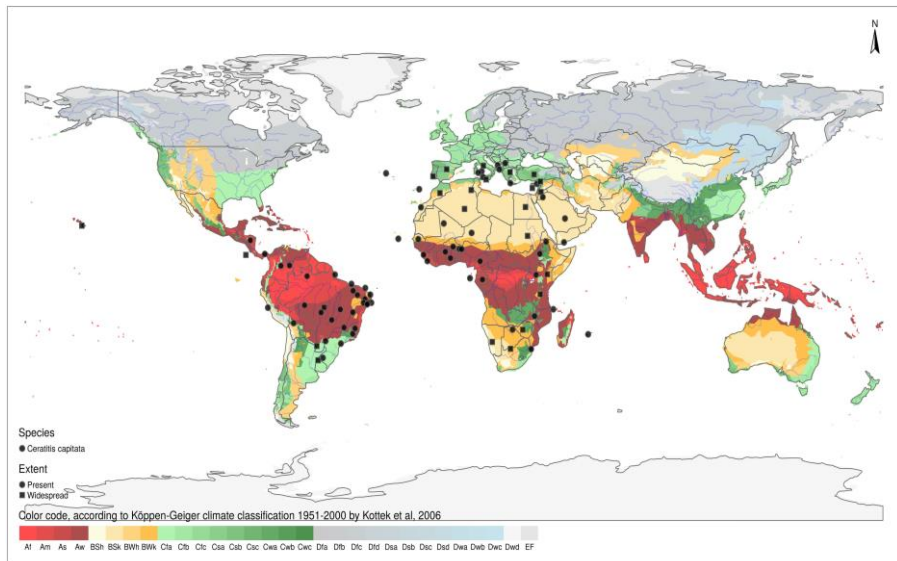 N
Species
Ceratitis capitata
Extent
Present
Widespread
Color code, according to Köppen-Geiger climate classification 1951-2000 by Kottek et al, 2006
Af Am As Aw BSh BSk BWh BWk Cfa Cfb Cfc Csa Csb Csc Cwa Cwb Cwc Dfa Dfb Dfc Dfd Dsa Dsb Dsc Dsd Dwa Dwb Dwc Dwd EF